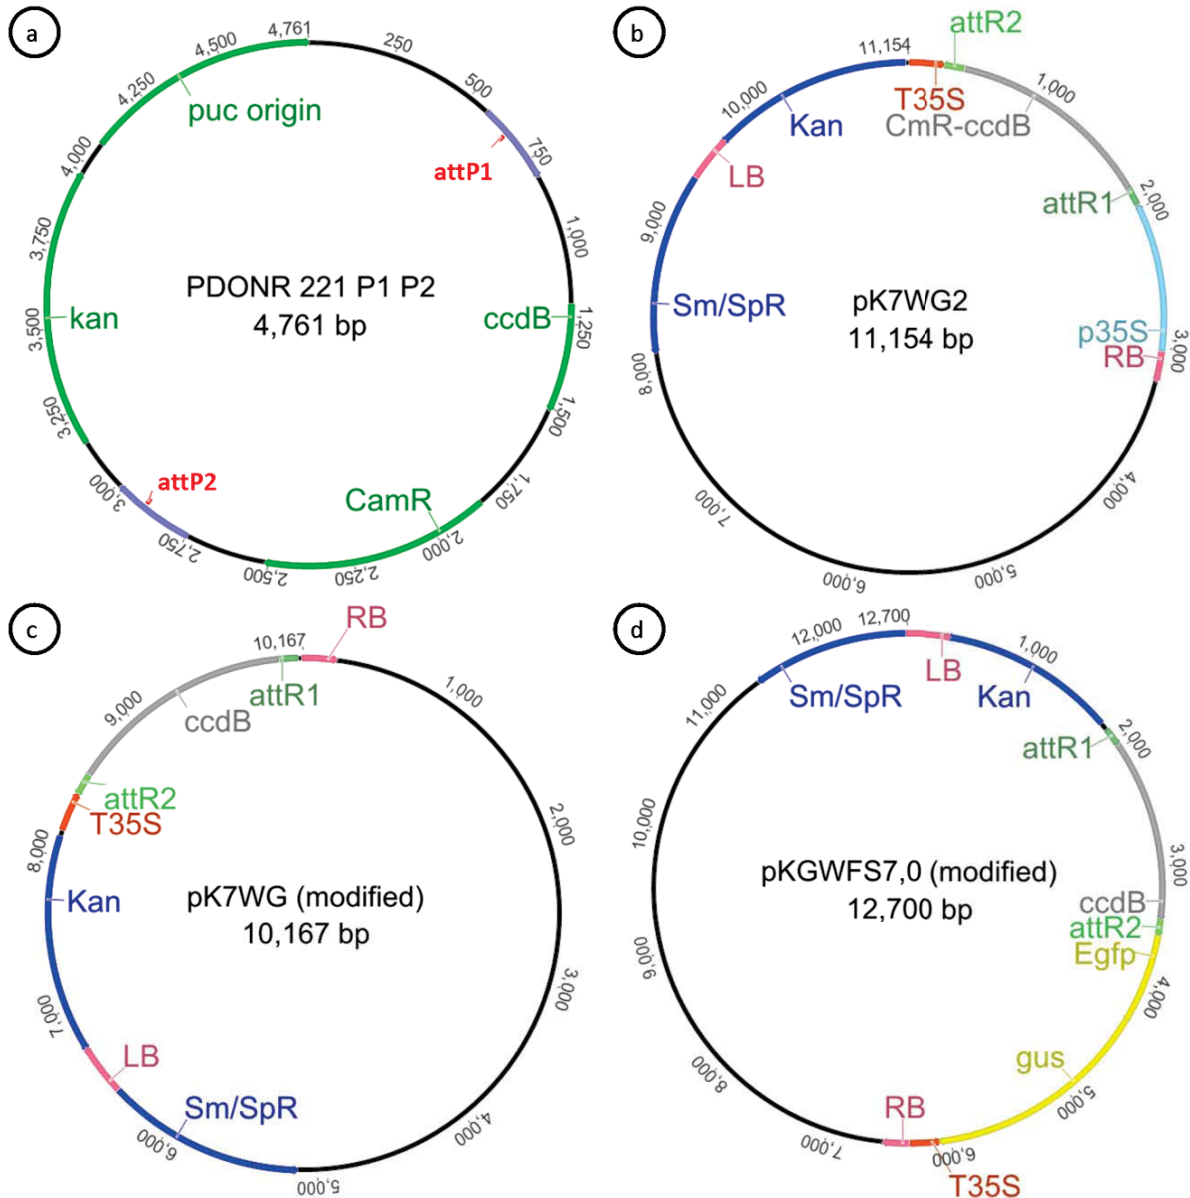 a
4,761
250
500
750
1,000
1,250
1,500
1,750
2,000
2,250
2,500
2,750
3,000
3,250
3,500
3,750
4,000
4,250
4,500
puc origin
attP1
ccdB
CamR
attP2
kan
PDONR 221 P1 P2
4,761 bp
b
11,154
1,000
2,000
3,000
4,000
5,000
6,000
7,000
8,000
9,000
10,000
attR2
T35S
CmR-ccdB
Kan
LB
attR1
Sm/SpR
p35S
RB
pK7WG2
11,154 bp
c
10,167
1,000
2,000
3,000
4,000
5,000
6,000
7,000
8,000
9,000
RB
attR1
ccdB
attR2
T35S
Kan
LB
Sm/SpR
pK7WG (modified)
10,167 bp
d
12,700
1,000
2,000
3,000
4,000
5,000
6,000
7,000
8,000
9,000
10,000
11,000
12,000
LB
Sm/SpR
Kan
attR1
ccdB
attR2
Egfp
gus
RB
T35S
pKGWFS7,0 (modified)
12,700 bp